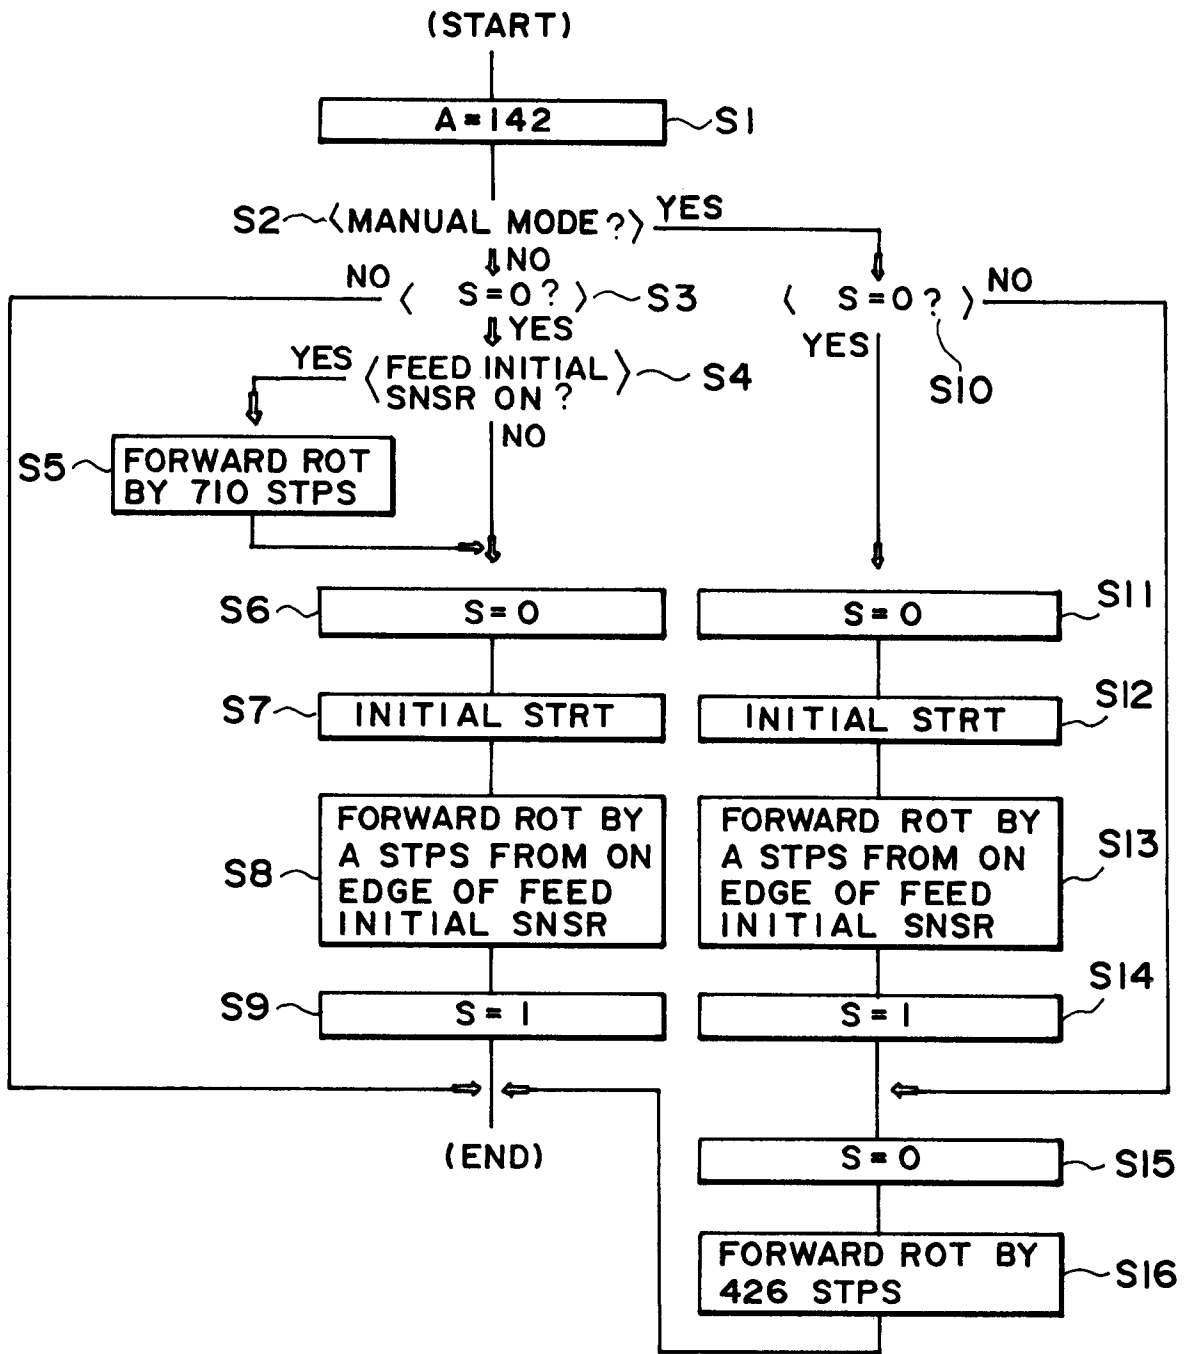 (START)
A=142
S1
S2
MANUAL MODE?
YES
NO
NO
S=0?
S3
S=0?
NO
YES
YES
YES
FEED INITIAL
SNSR ON?
S4
S10
NO
S5
FORWARD ROT
BY 710 STPS
S6
S=0
S=0
S11
S7
INITIAL STRT
INITIAL STRT
S12
S8
FORWARD ROT BY
A STPS FROM ON
EDGE OF FEED
INITIAL SNSR
FORWARD ROT BY
A STPS FROM ON
EDGE OF FEED
INITIAL SNSR
S13
S9
S=1
S=1
S14
(END)
S=0
S15
FORWARD ROT BY
426 STPS
S16